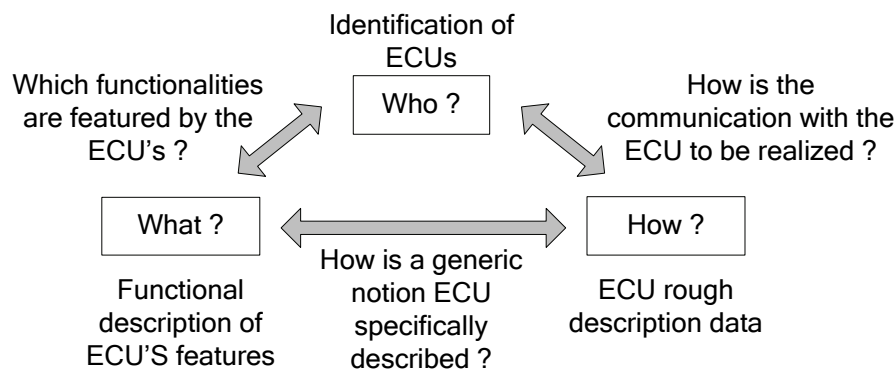 Identification of
ECUs
Who ?
Which functionalities
are featured by the
ECU's ?
How is the
communication with the
ECU to be realized ?
What ?
How ?
Functional
description of
ECU'S features
How is a generic
notion ECU
specifically
described ?
ECU rough
description data